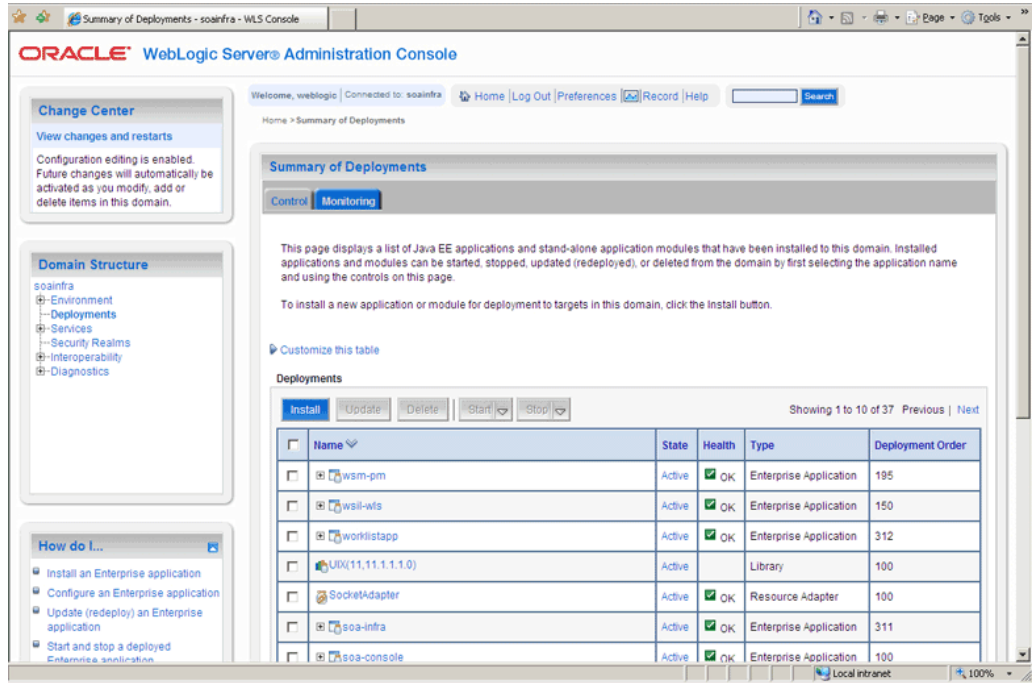 Summary of Deployments - soainfra - WLS Console
Page Tools
ORACLE WebLogic Server® Administration Console
Change Center
View changes and restarts
Configuration editing is enabled.
Future changes will automatically be
activated as you modify, add or
delete items in this domain.
Domain Structure
soainfra
Environment
Deployments
Services
Security Realms
Interoperability
Diagnostics
How do I...
Install an Enterprise application
Configure an Enterprise application
Update (redeploy) an Enterprise
application
Start and stop a deployed
Enterprise application
Welcome, weblogic Connected to: soainfra Home Log Out Preferences Record Help Search
Home >Summary of Deployments
Summary of Deployments
Control Monitoring
This page displays a list of Java EE applications and stand-alone application modules that have been installed to this domain. Installed
applications and modules can be started, stopped, updated (redeployed), or deleted from the domain by first selecting the application name
and using the controls on this page.
To install a new application or module for deployment to targets in this domain, click the Install button.
Customize this table
Deployments
Install Update Delete Start Stop Showing 1 to 10 of 37 Previous | Next
Name State Health Type Deployment Order
wsm-pm Active OK Enterprise Application 195
wsil-wls Active OK Enterprise Application 150
worklistapp Active OK Enterprise Application 312
UIX(11,11.1.1.1.0) Active Library 100
SocketAdapter Active OK Resource Adapter 100
soa-infra Active OK Enterprise Application 311
soa-console Active OK Enterprise Application 100
Local intranet 100%